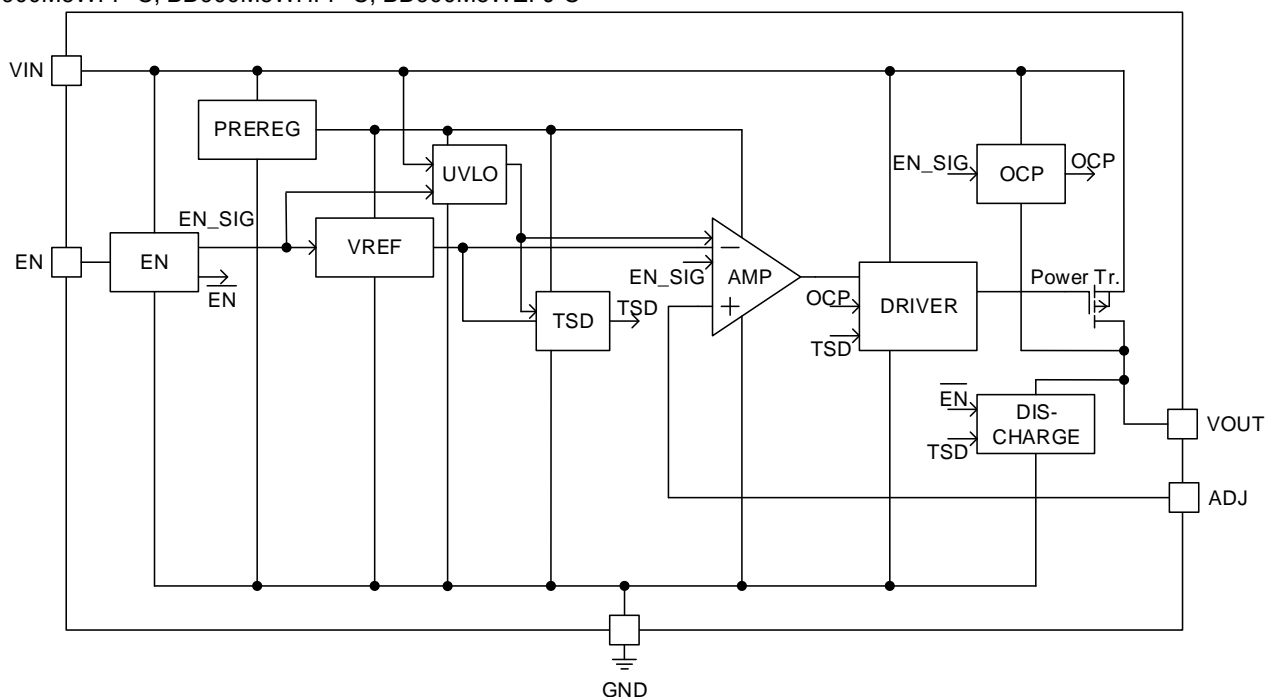 VIN
PREREG
UVLO
EN_SIG
OCP
OCP
EN_SIG
EN
EN
VREF
AMP
EN_SIG
EN
TSD
TSD
OCP
DRIVER
TSD
Power Tr.
EN
DIS-
CHARGE
TSD
VOUT
ADJ
GND